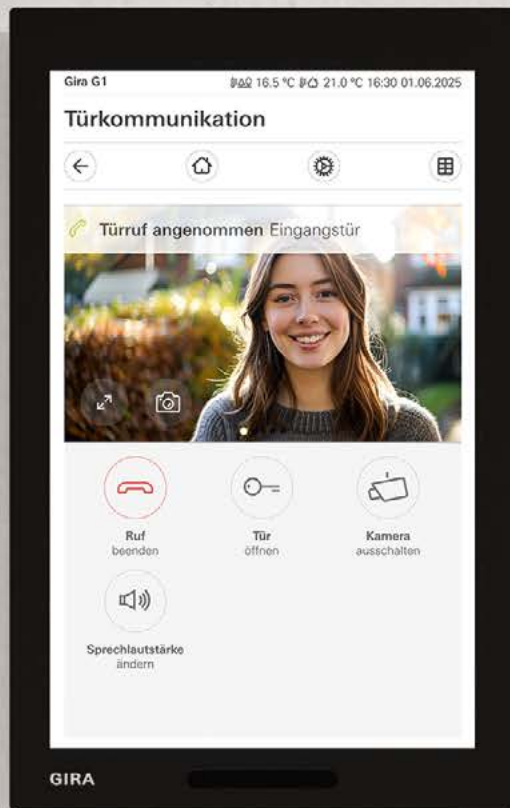 Gira G1 16.5 °C 21.0 °C 16:30 01.06.2025
Türkommunikation
Türruf angenommen Eingangstür
Ruf
beenden
Tür
öffnen
Kamera
ausschalten
Sprechlautstärke
ändern
GIRA